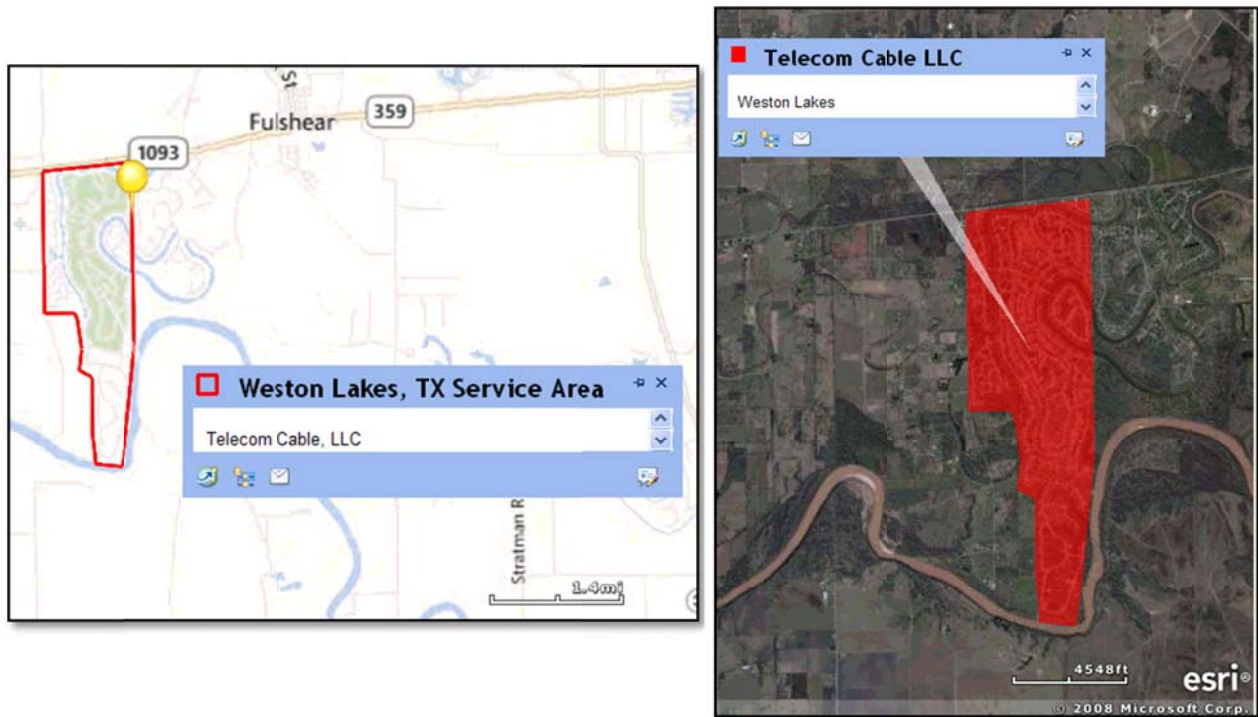 St
Fulshear
359
1093
Weston Lakes, TX Service Area
Telecom Cable, LLC
Stratman R
1.4mi
Telecom Cable LLC
Weston Lakes
4548ft
esri®
© 2008 Microsoft Corp.